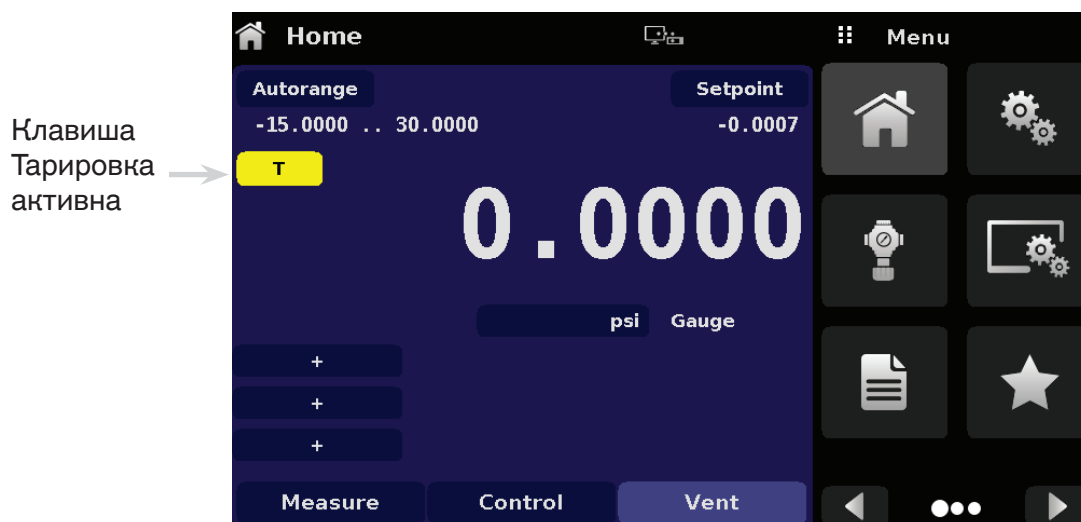 Home
Menu
Autorange
Setpoint
-15.0000 .. 30.0000
-0.0007
Клавиша
Тарировка
активна
T
0.0000
psi Gauge
+
+
+
Measure Control Vent